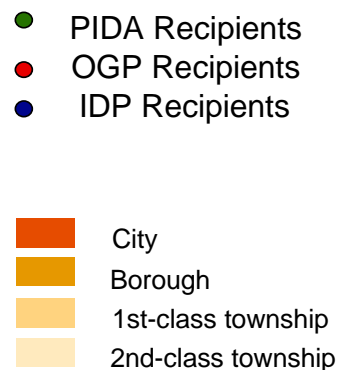 PIDA Recipients
OGP Recipients
IDP Recipients
City
Borough
1st-class township
2nd-class township